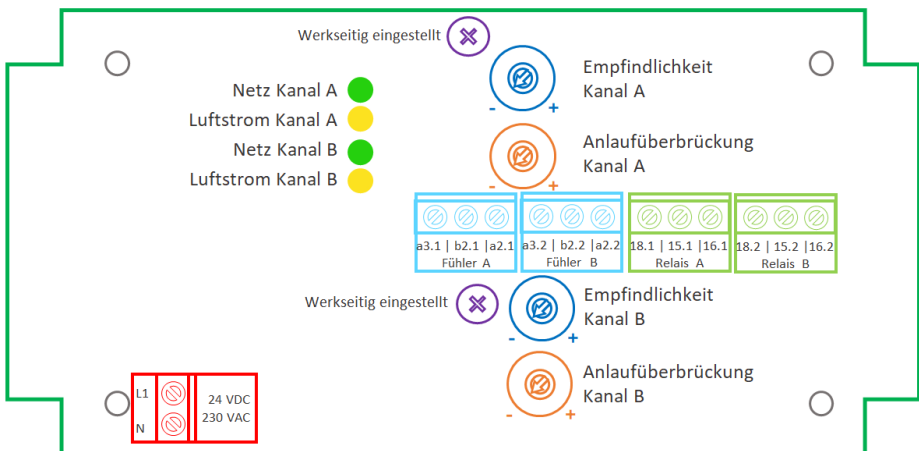 Werkseitig eingestellt
Empfindlichkeit
Kanal A
- +
Netz Kanal A
Luftstrom Kanal A
Netz Kanal B
Luftstrom Kanal B
Anlaufüberbrückung
Kanal A
- +
a3.1 | b2.1 |a2.1
Fühler A
a3.2 | b2.2 |a2.2
Fühler B
18.1 | 15.1 |16.1
Relais A
18.2 | 15.2 |16.2
Relais B
Werkseitig eingestellt
Empfindlichkeit
Kanal B
- +
Anlaufüberbrückung
Kanal B
- +
L1
N
24 VDC
230 VAC